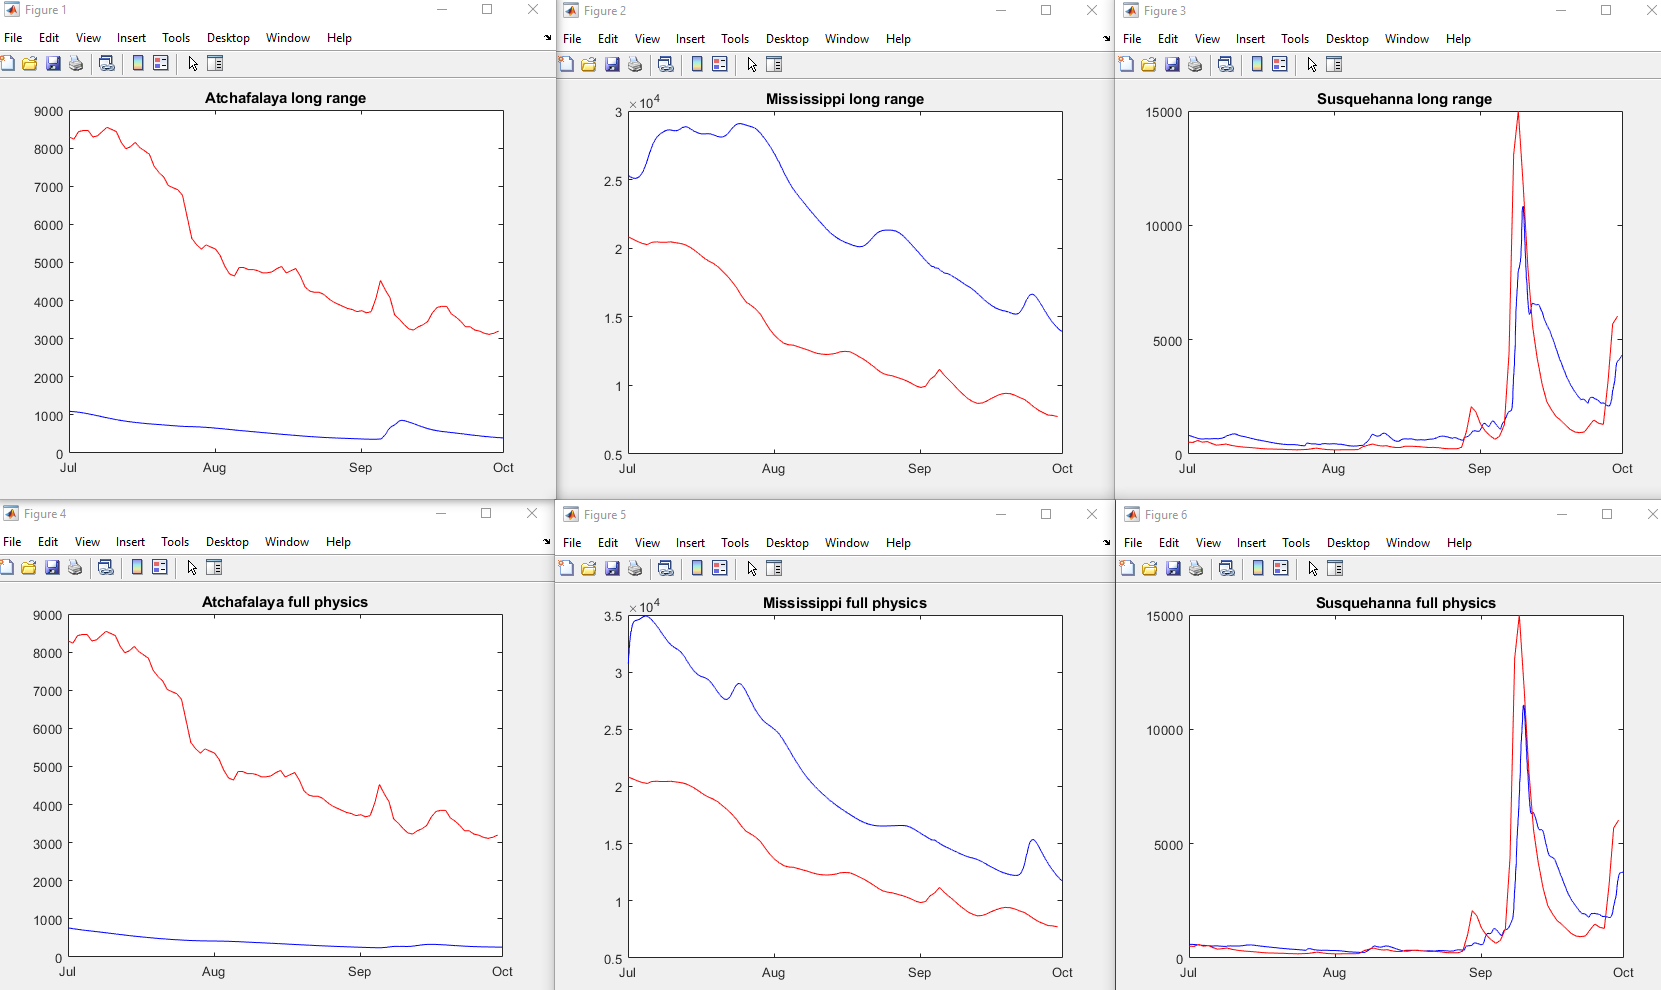 Figure 1
File Edit View Insert Tools Desktop Window Help
Atchafalaya long range
9000
8000
7000
6000
5000
4000
3000
2000
1000
0
Jul Aug Sep Oct
Figure 2
File Edit View Insert Tools Desktop Window Help
×10^4
Mississippi long range
3
2.5
2
1.5
1
0.5
Jul Aug Sep Oct
Figure 3
File Edit View Insert Tools Desktop Window Help
Susquehanna long range
15000
10000
5000
0
Jul Aug Sep Oct
Figure 4
File Edit View Insert Tools Desktop Window Help
Atchafalaya full physics
9000
8000
7000
6000
5000
4000
3000
2000
1000
0
Jul Aug Sep Oct
Figure 5
File Edit View Insert Tools Desktop Window Help
×10^4
Mississippi full physics
3.5
3
2.5
2
1.5
1
0.5
Jul Aug Sep Oct
Figure 6
File Edit View Insert Tools Desktop Window Help
Susquehanna full physics
15000
10000
5000
0
Jul Aug Sep Oct